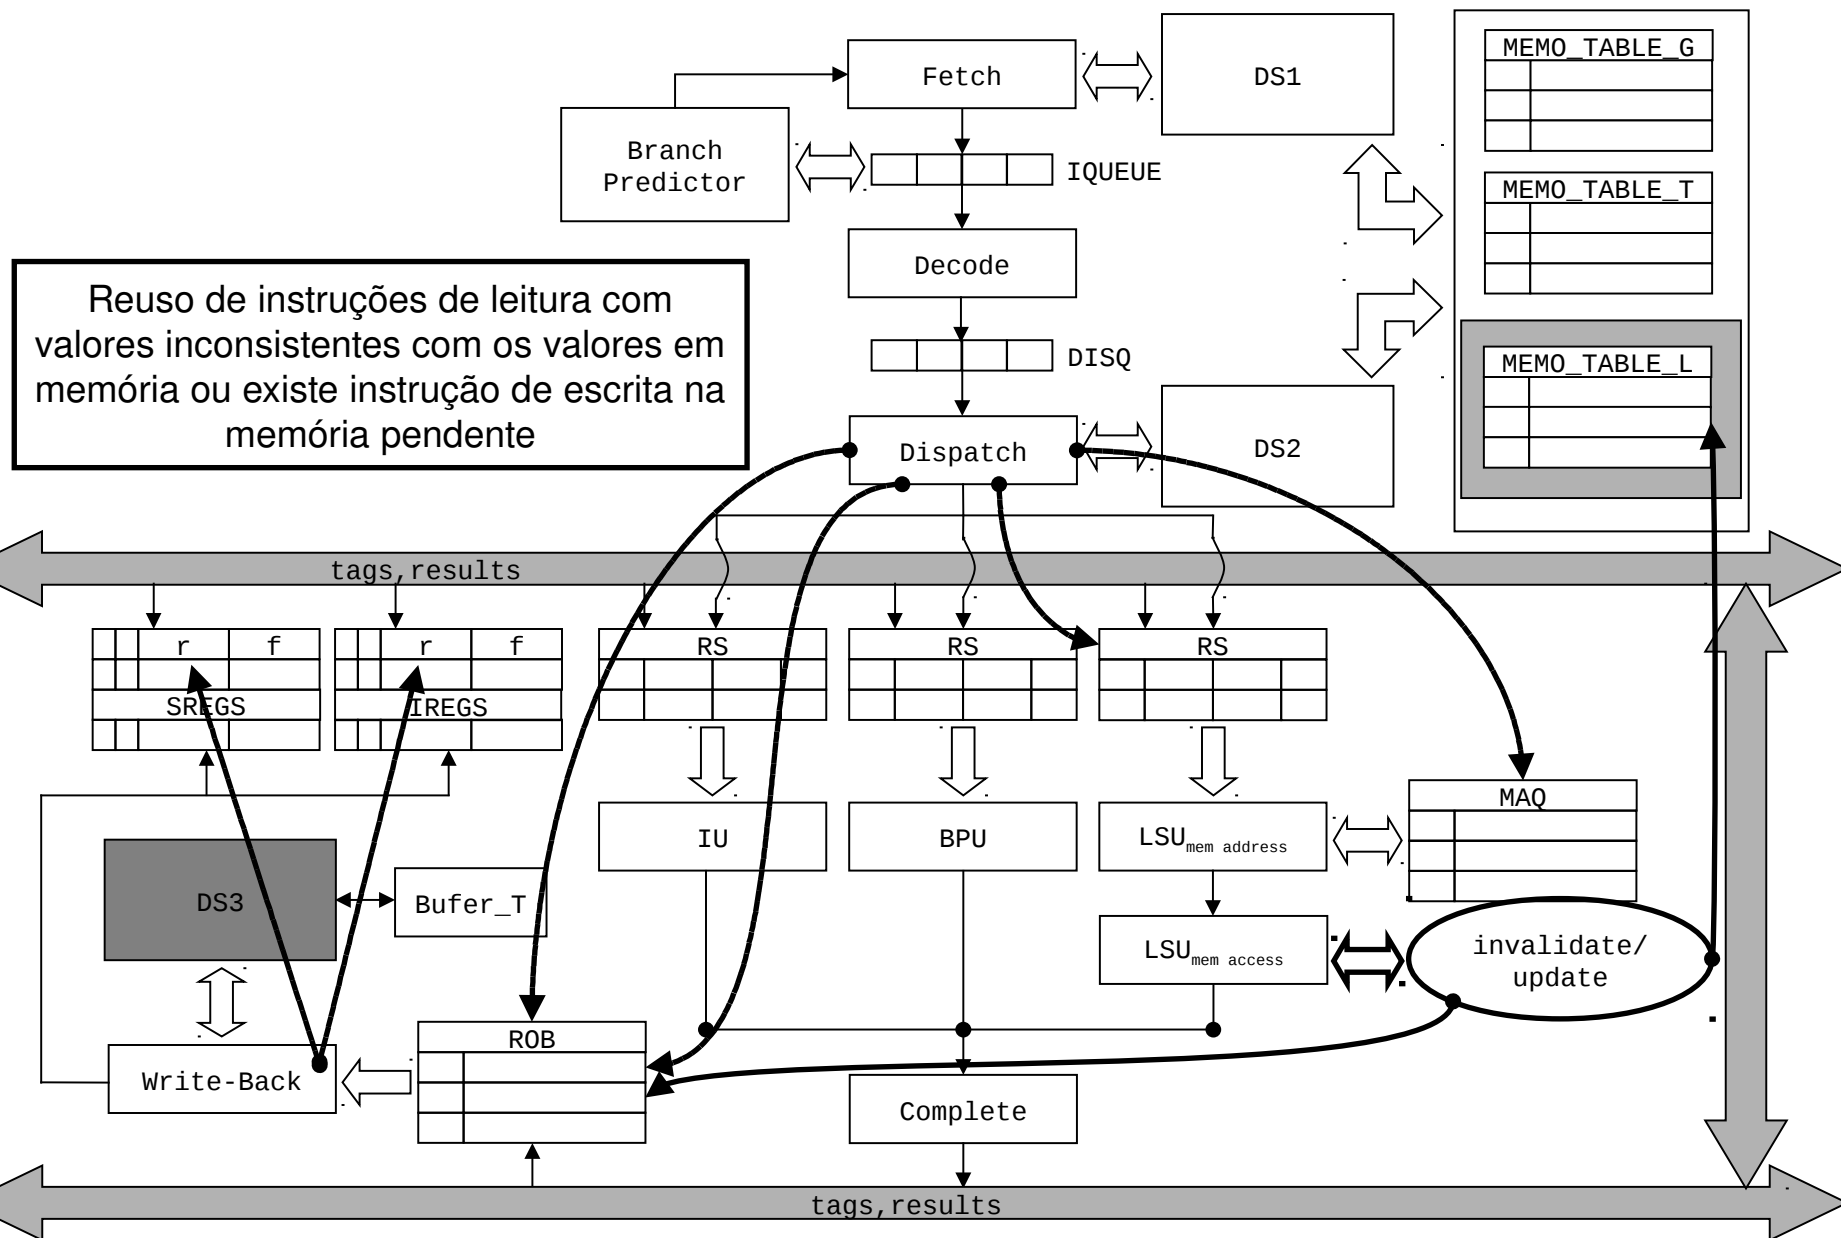 MEMO_TABLE_G
Fetch
DS1
Branch
Predictor
IQUEUE
MEMO_TABLE_T
Decode
Reuso de instruções de leitura com
valores inconsistentes com os valores em
memória ou existe instrução de escrita na
memória pendente
DISQ
MEMO_TABLE_L
Dispatch
DS2
tags,results
r f
r f
RS
RS
RS
SREGS
IREGS
MAQ
IU
BPU
LSUmem address
DS3
Bufer_T
LSUmem access
invalidate/
update
ROB
Write-Back
Complete
tags,results